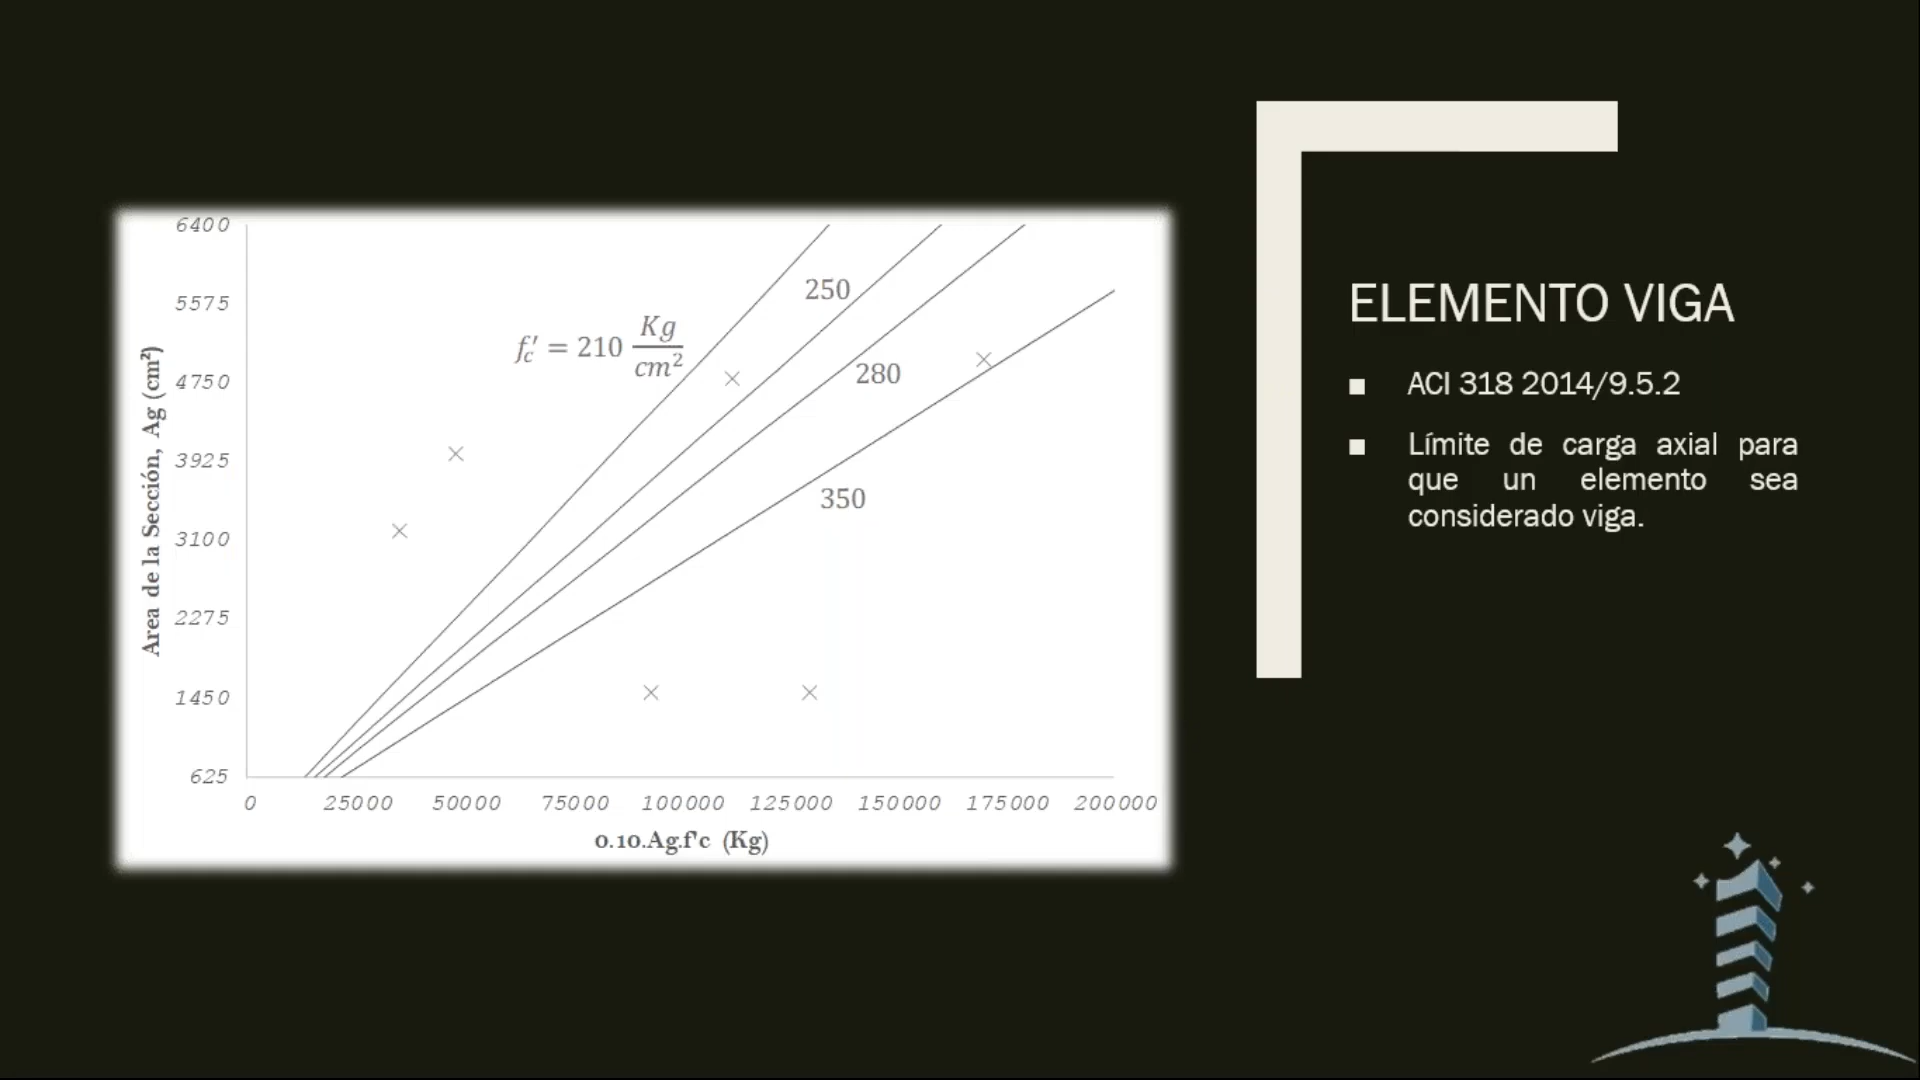 6400
5575
4750
3925
3100
2275
1450
625
Area de la Sección, Ag (cm²)
f'c = 210 Kg/cm²
250
280
350
0 25000 50000 75000 100000 125000 150000 175000 200000
0.10.Ag.f'c (Kg)
ELEMENTO VIGA
■ ACI 318 2014/9.5.2
■ Límite de carga axial para
que un elemento sea
considerado viga.